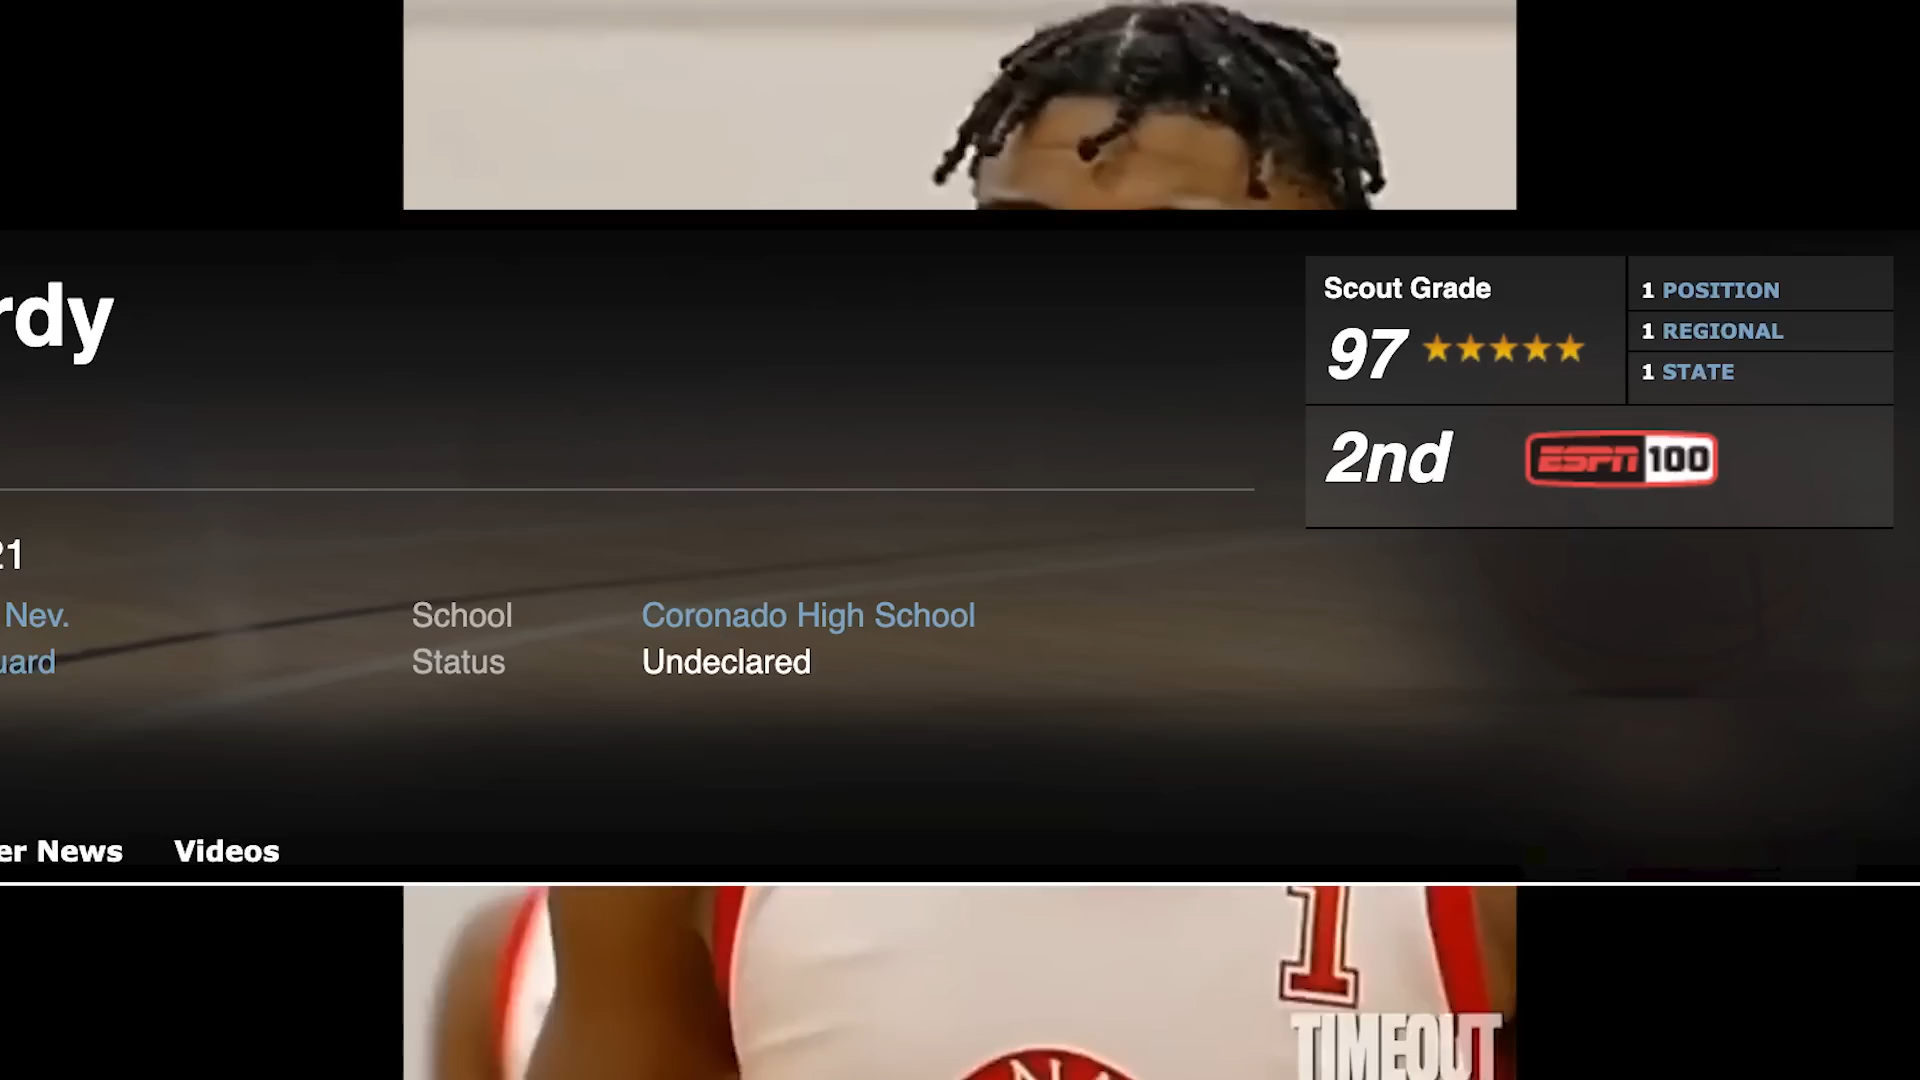 rdy
Scout Grade
97
1 POSITION
1 REGIONAL
1 STATE
2nd
ESPN 100
21
Nev.
School
Coronado High School
uard
Status
Undeclared
er News
Videos
1
TIMEOUT